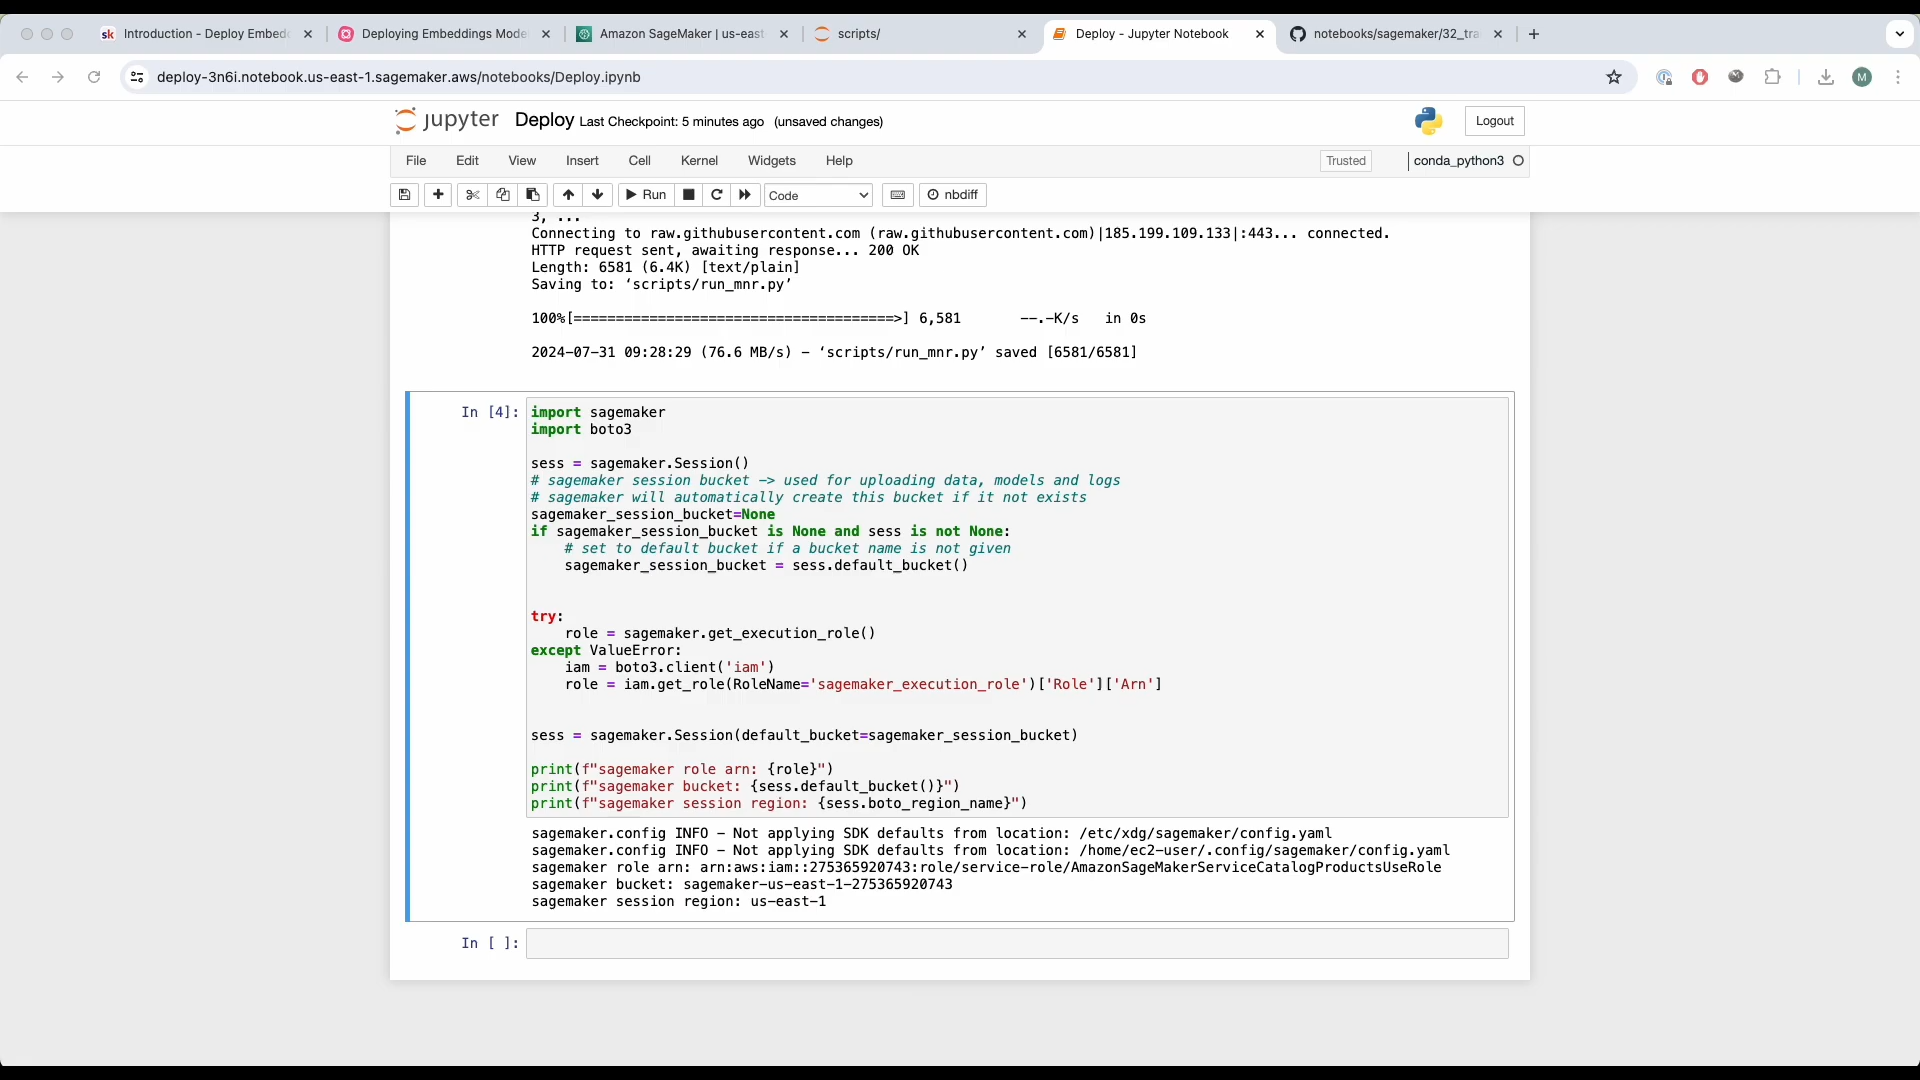 sk Introduction - Deploy Embed
Deploying Embeddings Mode
Amazon SageMaker | us-east
scripts/
Deploy - Jupyter Notebook
notebooks/sagemaker/32_tra
deploy-3n6i.notebook.us-east-1.sagemaker.aws/notebooks/Deploy.ipynb
M
jupyter Deploy Last Checkpoint: 5 minutes ago (unsaved changes)
Logout
File Edit View Insert Cell Kernel Widgets Help
Trusted
conda_python3
Run
Code
nbdiff
3, ...
Connecting to raw.githubusercontent.com (raw.githubusercontent.com)|185.199.109.133|:443... connected.
HTTP request sent, awaiting response... 200 OK
Length: 6581 (6.4K) [text/plain]
Saving to: ‘scripts/run_mnr.py’
100%[======================================>] 6,581 --.-K/s in 0s
2024-07-31 09:28:29 (76.6 MB/s) - ‘scripts/run_mnr.py’ saved [6581/6581]
In [4]:
import sagemaker
import boto3
sess = sagemaker.Session()
# sagemaker session bucket -> used for uploading data, models and logs
# sagemaker will automatically create this bucket if it not exists
sagemaker_session_bucket=None
if sagemaker_session_bucket is None and sess is not None:
# set to default bucket if a bucket name is not given
sagemaker_session_bucket = sess.default_bucket()
try:
role = sagemaker.get_execution_role()
except ValueError:
iam = boto3.client('iam')
role = iam.get_role(RoleName='sagemaker_execution_role')['Role']['Arn']
sess = sagemaker.Session(default_bucket=sagemaker_session_bucket)
print(f"sagemaker role arn: {role}")
print(f"sagemaker bucket: {sess.default_bucket()}")
print(f"sagemaker session region: {sess.boto_region_name}")
sagemaker.config INFO - Not applying SDK defaults from location: /etc/xdg/sagemaker/config.yaml
sagemaker.config INFO - Not applying SDK defaults from location: /home/ec2-user/.config/sagemaker/config.yaml
sagemaker role arn: arn:aws:iam::275365920743:role/service-role/AmazonSageMakerServiceCatalogProductsUseRole
sagemaker bucket: sagemaker-us-east-1-275365920743
sagemaker session region: us-east-1
In [ ]: